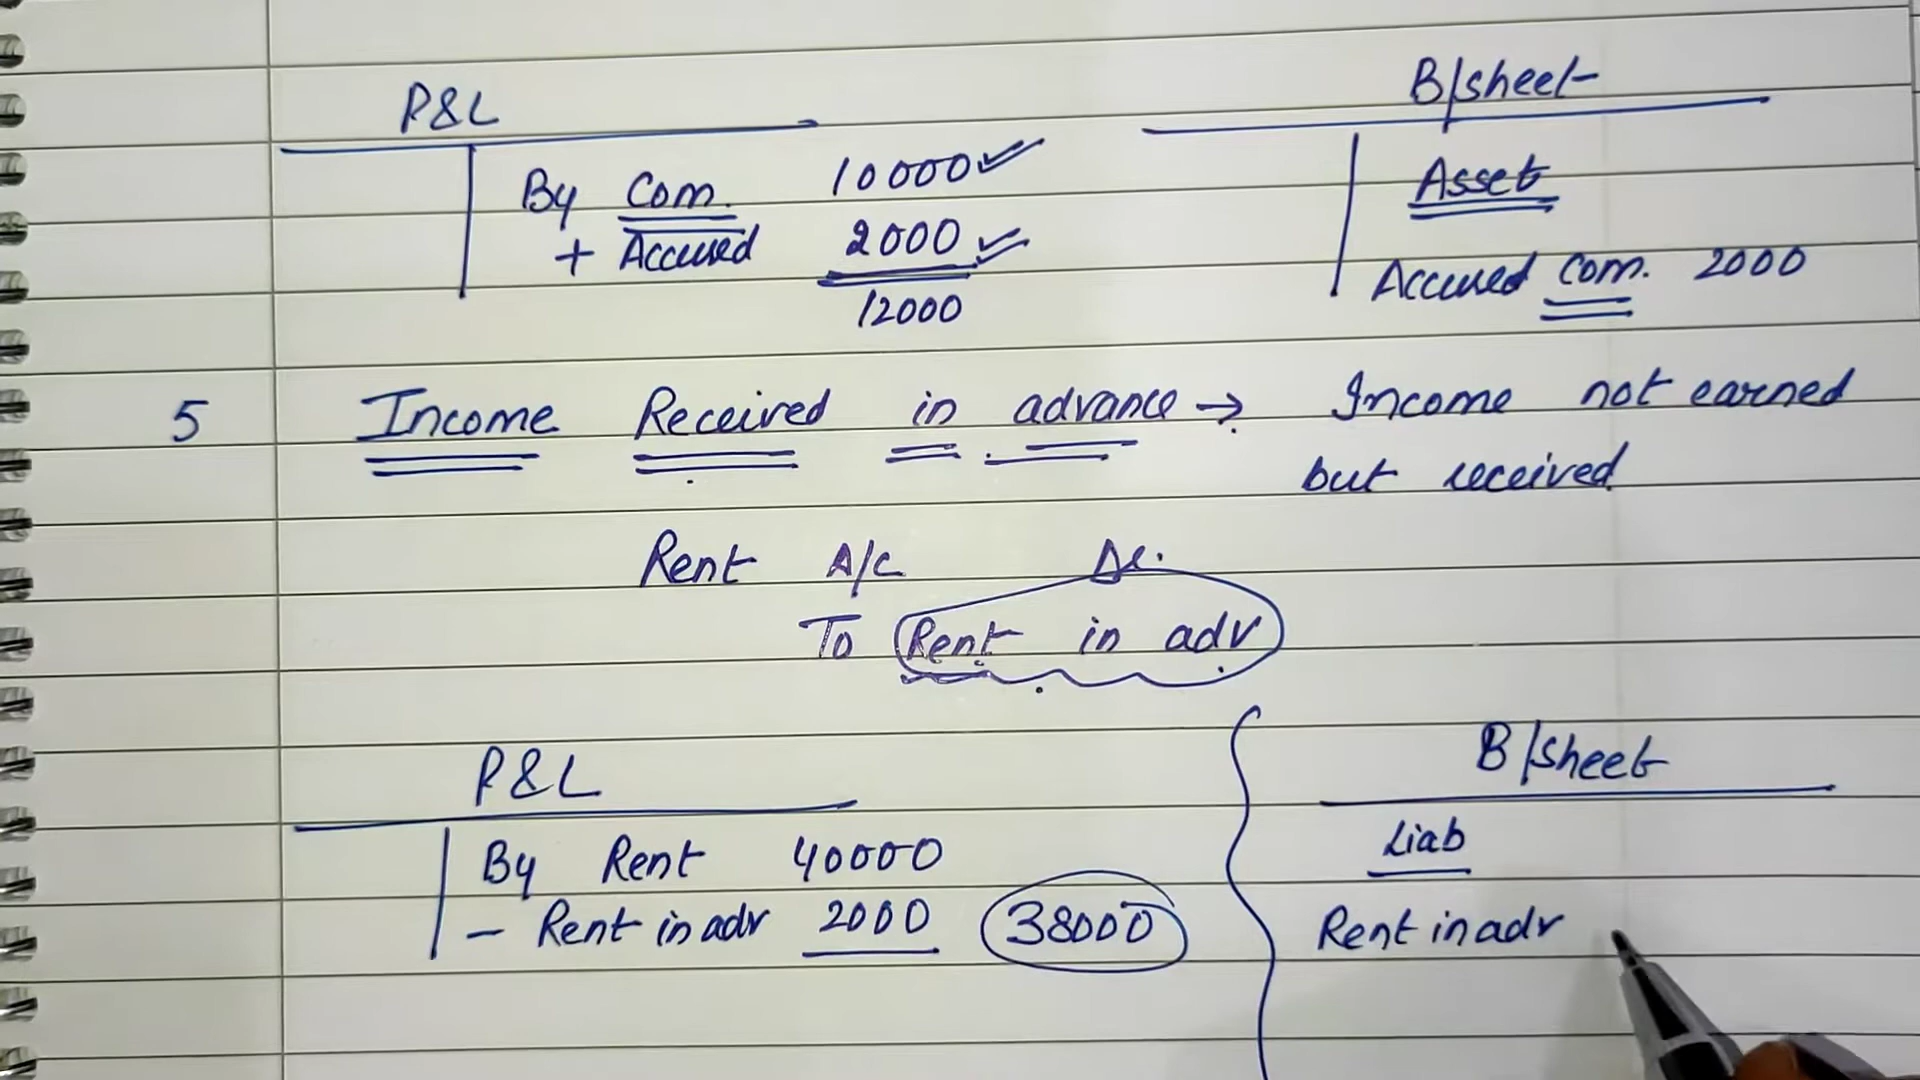 P&L
B/sheet
By Com. 10000
+ Accrued 2000
12000
Asset
Accrued Com. 2000
5 Income Received in advance → Income not earned
but received
Rent A/C Dr.
To Rent in adv
P&L
By Rent 40000
- Rent in adv 2000 38000
B/sheet
Liab
Rent in adv